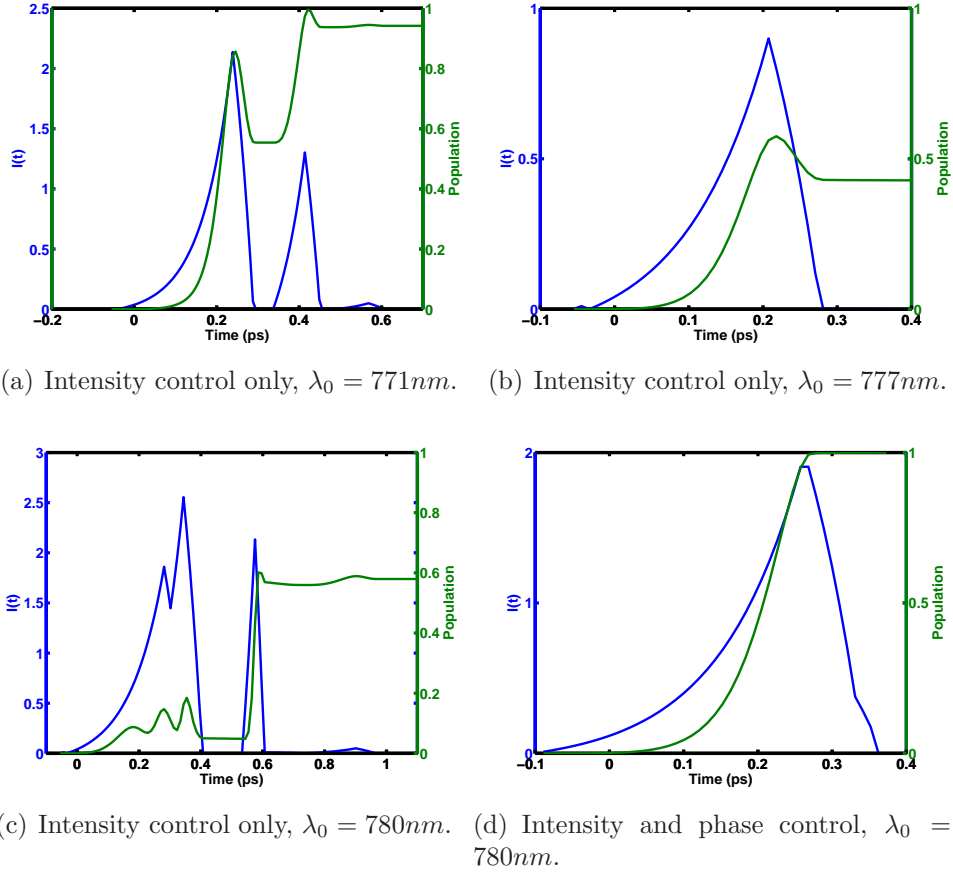 2.5
2
1.5
1
0.5
0
I(t)
1
0.8
0.6
0.4
0.2
0
Population
−0.2 0 0.2 0.4 0.6
Time (ps)
(a) Intensity control only, λ0 = 771nm.
1
0.5
0
I(t)
1
0.5
0
Population
−0.1 0 0.1 0.2 0.3 0.4
Time (ps)
(b) Intensity control only, λ0 = 777nm.
3
2.5
2
1.5
1
0.5
0
I(t)
1
0.8
0.6
0.4
0.2
0
Population
0 0.2 0.4 0.6 0.8 1
Time (ps)
(c) Intensity control only, λ0 = 780nm.
2
1
0
I(t)
1
0.5
0
Population
−0.1 0 0.1 0.2 0.3 0.4
Time (ps)
(d) Intensity and phase control, λ0 =
780nm.